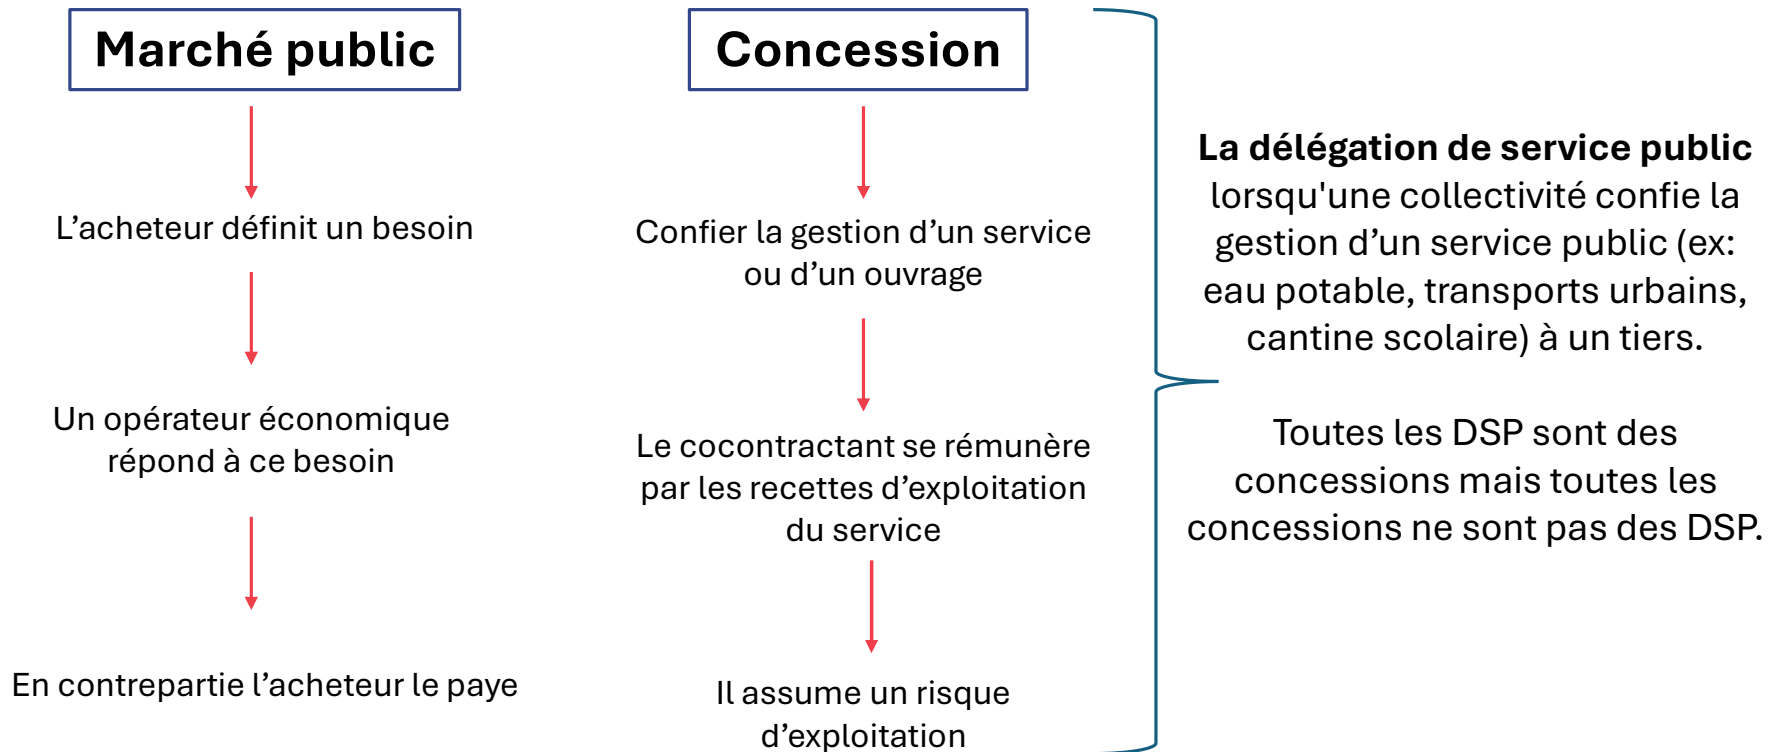 Marché public
L’acheteur définit un besoin
Un opérateur économique
répond à ce besoin
En contrepartie l’acheteur le paye
Concession
Confier la gestion d’un service
ou d’un ouvrage
Le cocontractant se rémunère
par les recettes d’exploitation
du service
Il assume un risque
d’exploitation
La délégation de service public
lorsqu'une collectivité confie la
gestion d’un service public (ex:
eau potable, transports urbains,
cantine scolaire) à un tiers.
Toutes les DSP sont des
concessions mais toutes les
concessions ne sont pas des DSP.